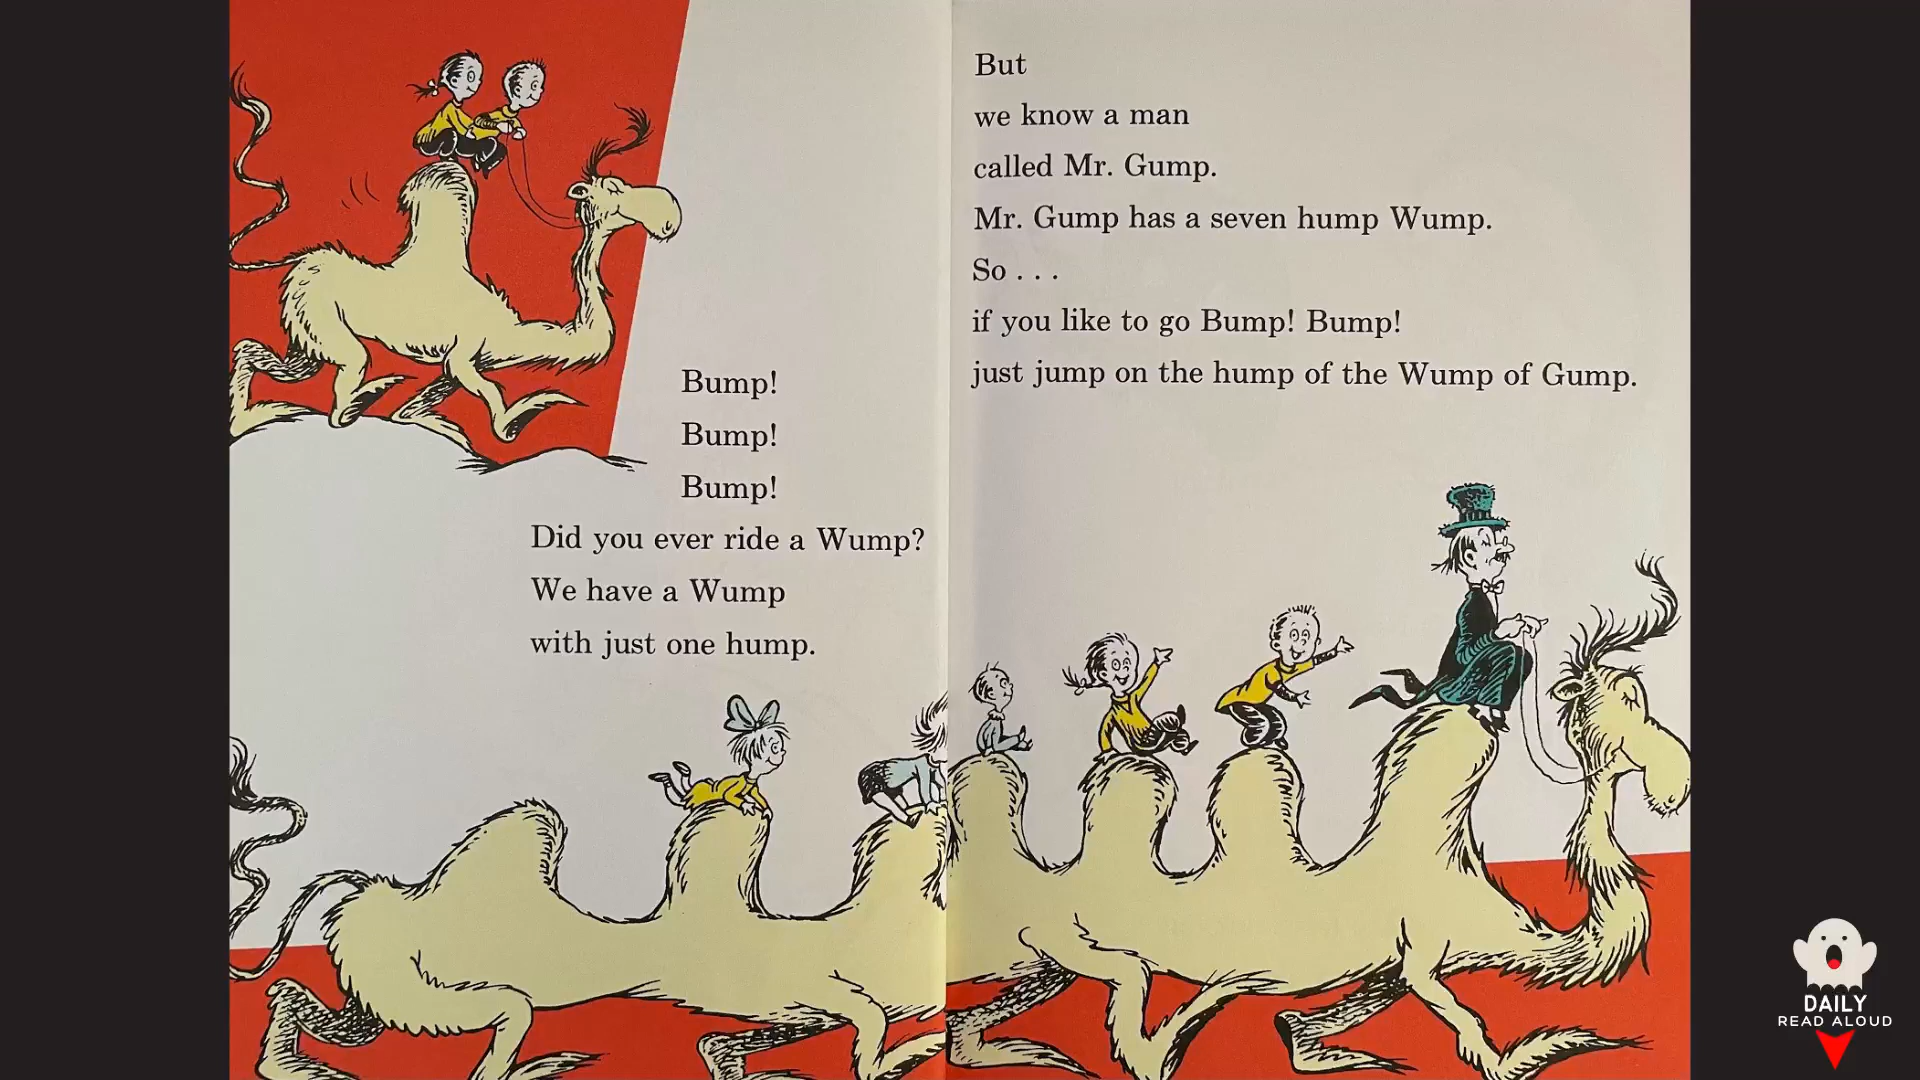 Bump!
Bump!
Bump!
Did you ever ride a Wump?
We have a Wump
with just one hump.
But
we know a man
called Mr. Gump.
Mr. Gump has a seven hump Wump.
So . . .
if you like to go Bump! Bump!
just jump on the hump of the Wump of Gump.
DAILY
READ ALOUD